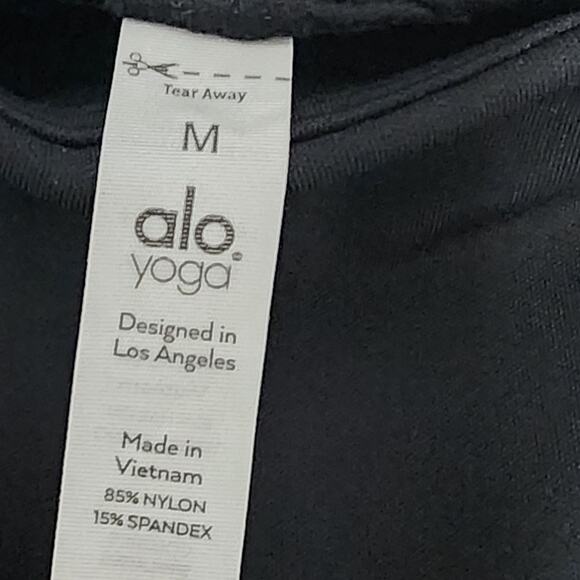 Tear Away
M
alo
yoga
Designed in
Los Angeles
Made in
Vietnam
85% NYLON
15% SPANDEX